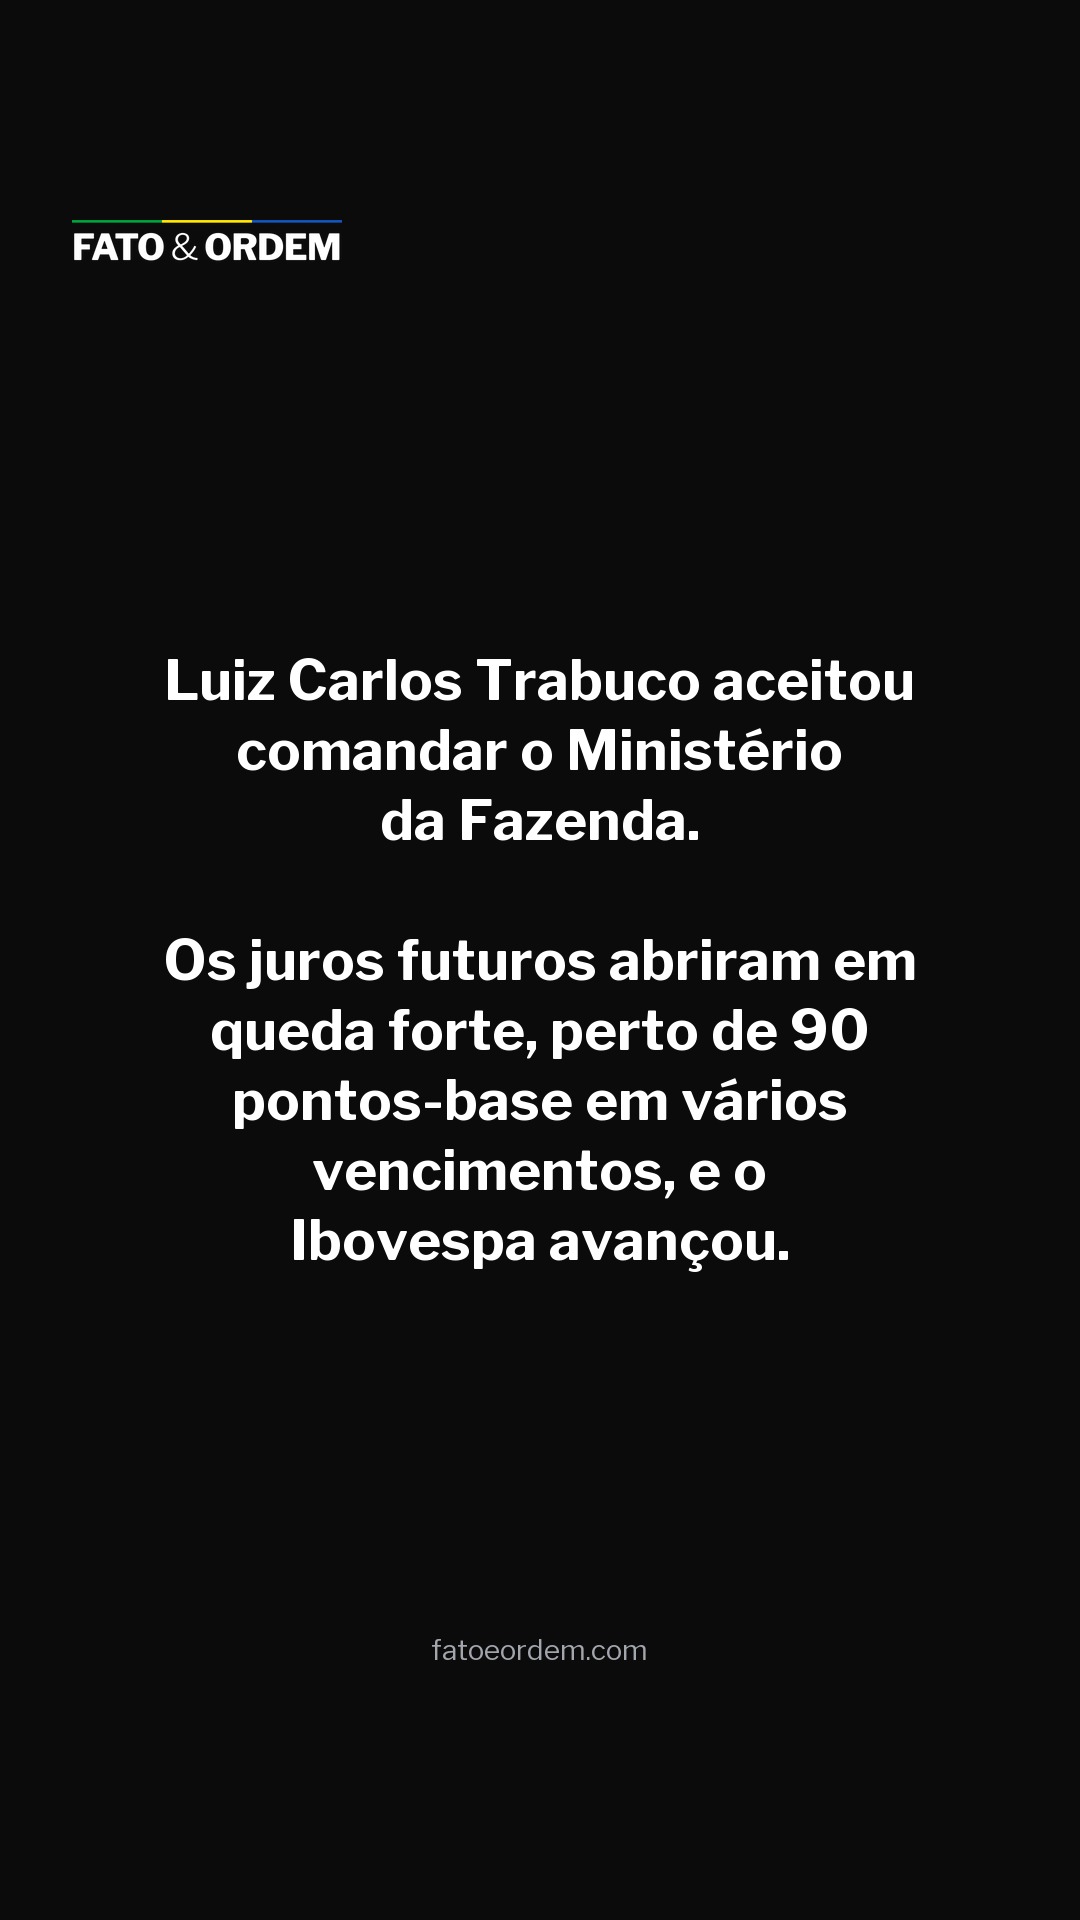 FATO & ORDEM
Luiz Carlos Trabuco aceitou
comandar o Ministério
da Fazenda.
Os juros futuros abriram em
queda forte, perto de 90
pontos-base em vários
vencimentos, e o
Ibovespa avançou.
fatoeordem.com